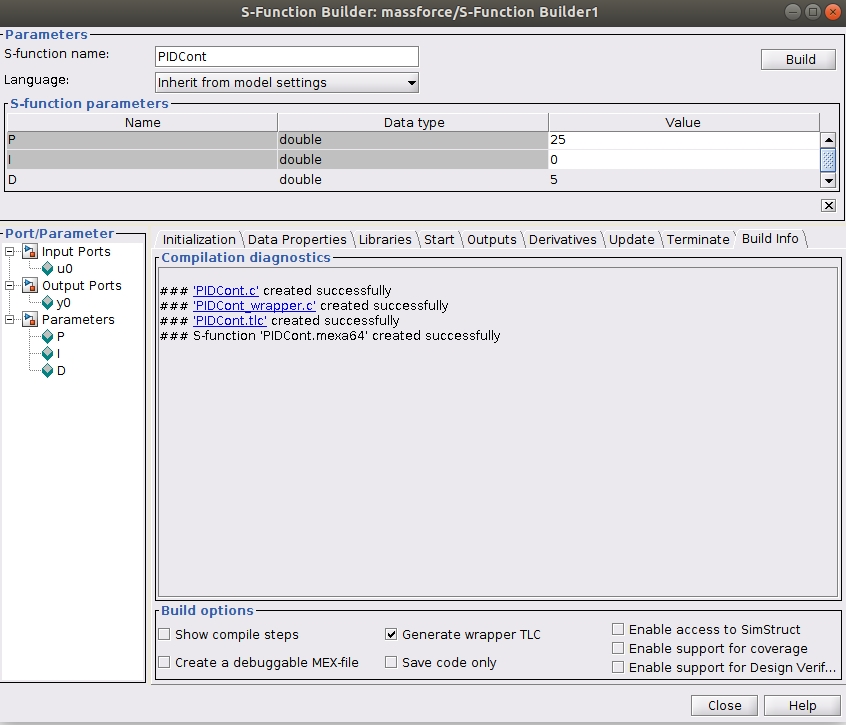 S-Function Builder: massforce/S-Function Builder1
Parameters
S-function name: PIDCont Build
Language: Inherit from model settings
S-function parameters
Name Data type Value
P double 25
I double 0
D double 5
Port/Parameter
Input Ports
u0
Output Ports
y0
Parameters
P
I
D
Initialization Data Properties Libraries Start Outputs Derivatives Update Terminate Build Info
Compilation diagnostics
### 'PIDCont.c' created successfully
### 'PIDCont_wrapper.c' created successfully
### 'PIDCont.tlc' created successfully
### S-function 'PIDCont.mexa64' created successfully
Build options
Show compile steps Generate wrapper TLC Enable access to SimStruct
Enable support for coverage
Create a debuggable MEX-file Save code only Enable support for Design Verif...
Close Help